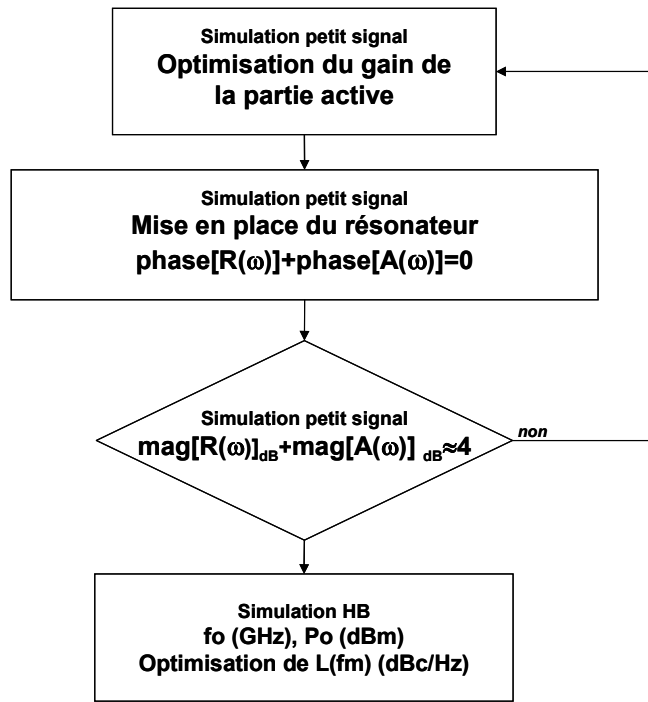 Simulation petit signal
Optimisation du gain de
la partie active
Simulation petit signal
Mise en place du résonateur
phase[R(ω)]+phase[A(ω)]=0
Simulation petit signal
mag[R(ω)]dB+mag[A(ω)] dB≈4
non
Simulation HB
fo (GHz), Po (dBm)
Optimisation de L(fm) (dBc/Hz)